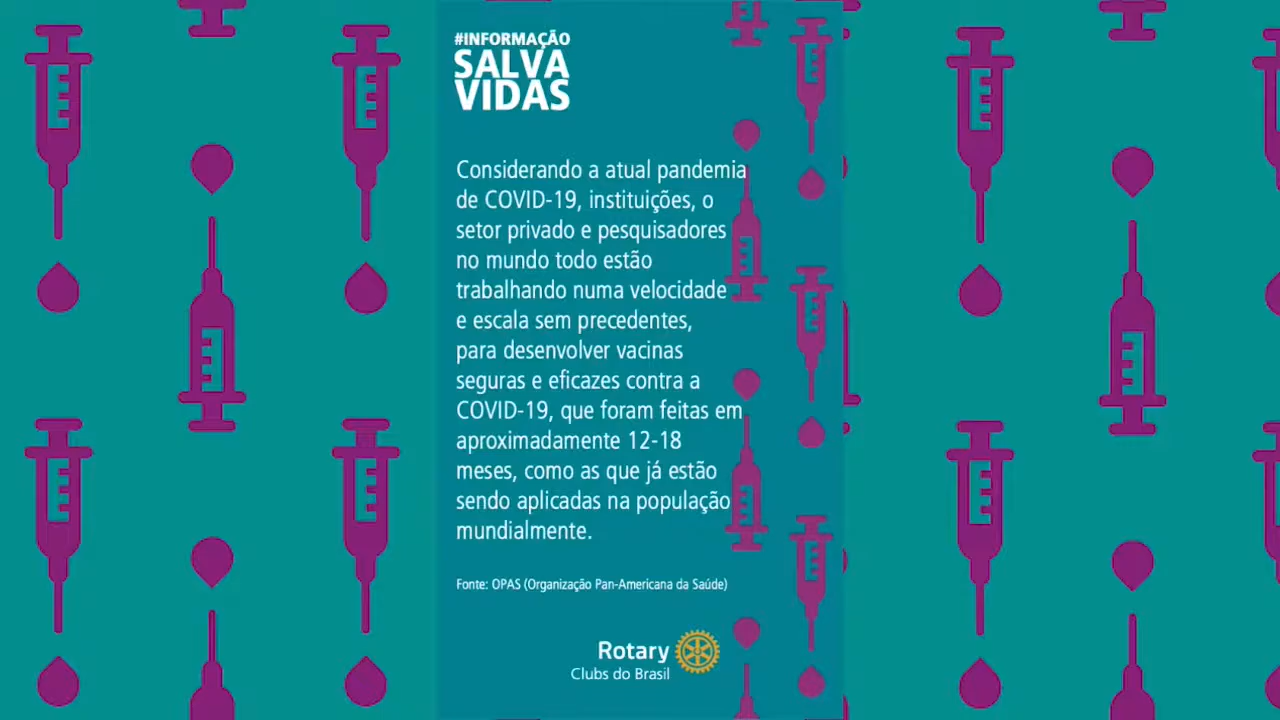 #INFORMAÇÃO
SALVA
VIDAS
Considerando a atual pandemia
de COVID-19, instituições, o
setor privado e pesquisadores
no mundo todo estão
trabalhando numa velocidade
e escala sem precedentes,
para desenvolver vacinas
seguras e eficazes contra a
COVID-19, que foram feitas em
aproximadamente 12-18
meses, como as que já estão
sendo aplicadas na população
mundialmente.
Fonte: OPAS (Organização Pan-Americana da Saúde)
Rotary
Clubs do Brasil